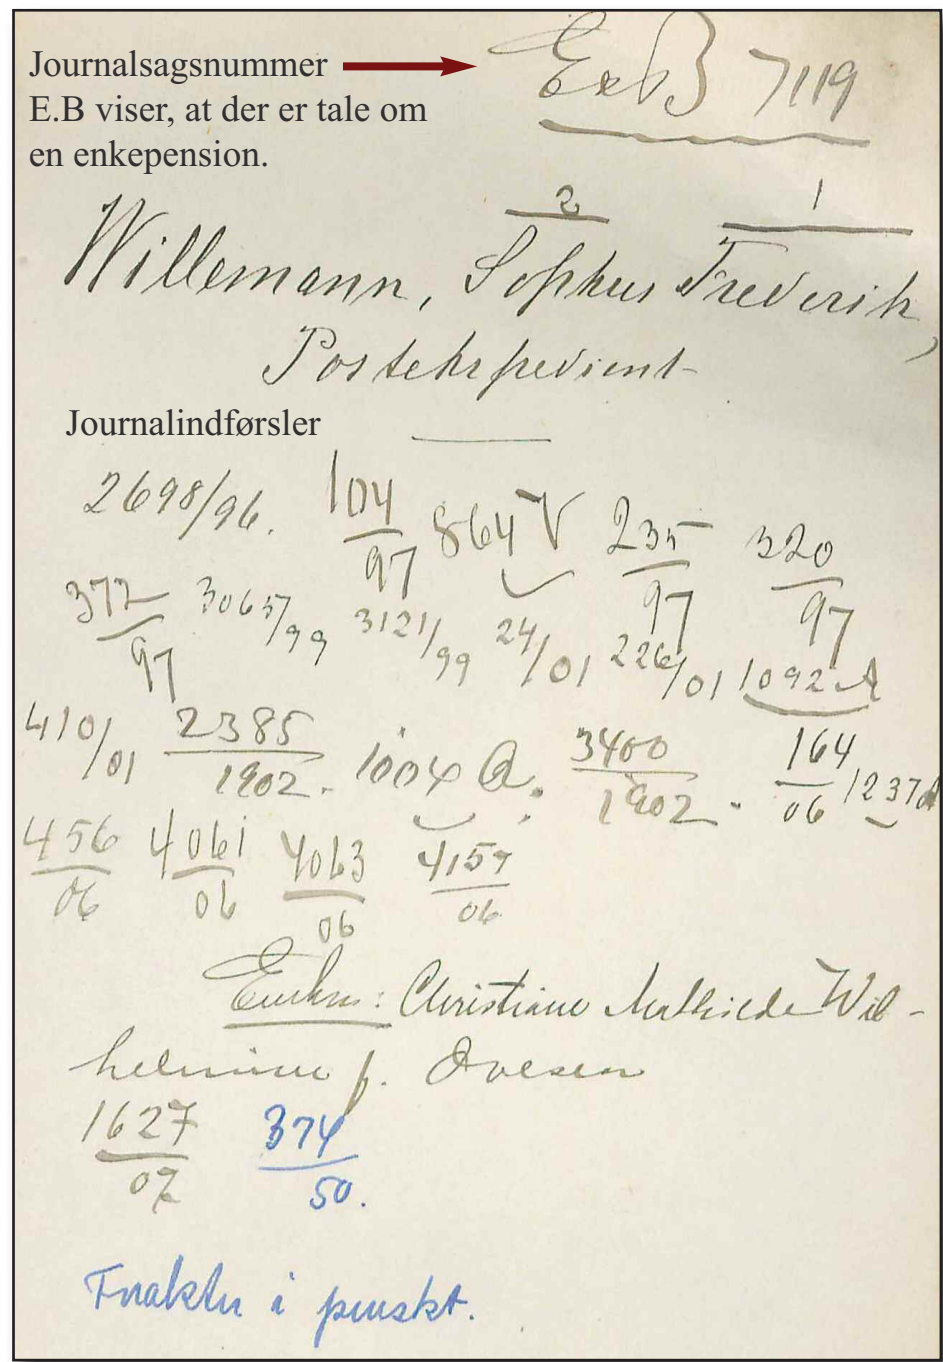 Journalsagsnummer
E.B viser, at der er tale om
en enkepension.
E B 7119
2 1
Willemann, Sophus Frederik,
Postekspedient
Journalindførsler
2698/96. 104/97 864 V 235/97 320/97
372/97 3065/99 3121/99 24/01 226/01 1092 A
410/01 2385/1902. 1004 Q. 3400/1902. 164/06 1237
456/06 4061/06 4063/06 4157/06
Enken: Christiane Mathilde Wil-
helmine f. Ovesen
1627/07 374/50.
i